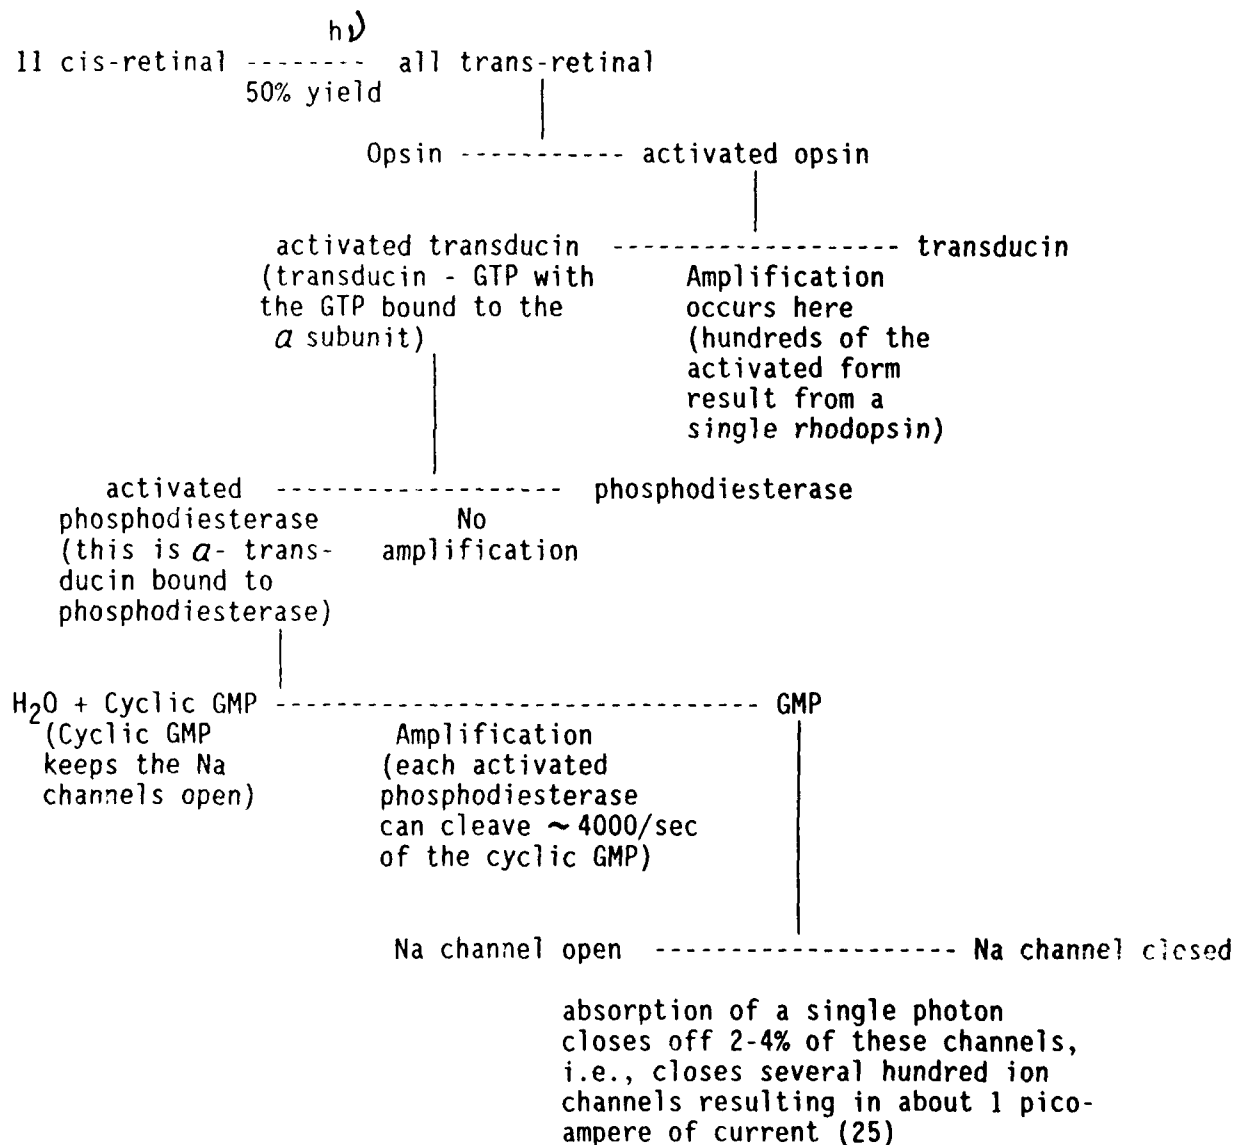 hν
11 cis-retinal -------- all trans-retinal
50% yield
Opsin ----------- activated opsin
activated transducin ------------------- transducin
(transducin - GTP with
the GTP bound to the
α subunit)
Amplification
occurs here
(hundreds of the
activated form
result from a
single rhodopsin)
activated ------------------- phosphodiesterase
phosphodiesterase
(this is α- trans-
ducin bound to
phosphodiesterase)
No
amplification
H₂O + Cyclic GMP -------------------------------- GMP
(Cyclic GMP
keeps the Na
channels open)
Amplification
(each activated
phosphodiesterase
can cleave ~ 4000/sec
of the cyclic GMP)
Na channel open -------------------- Na channel closed
absorption of a single photon
closes off 2-4% of these channels,
i.e., closes several hundred ion
channels resulting in about 1 pico-
ampere of current (25)